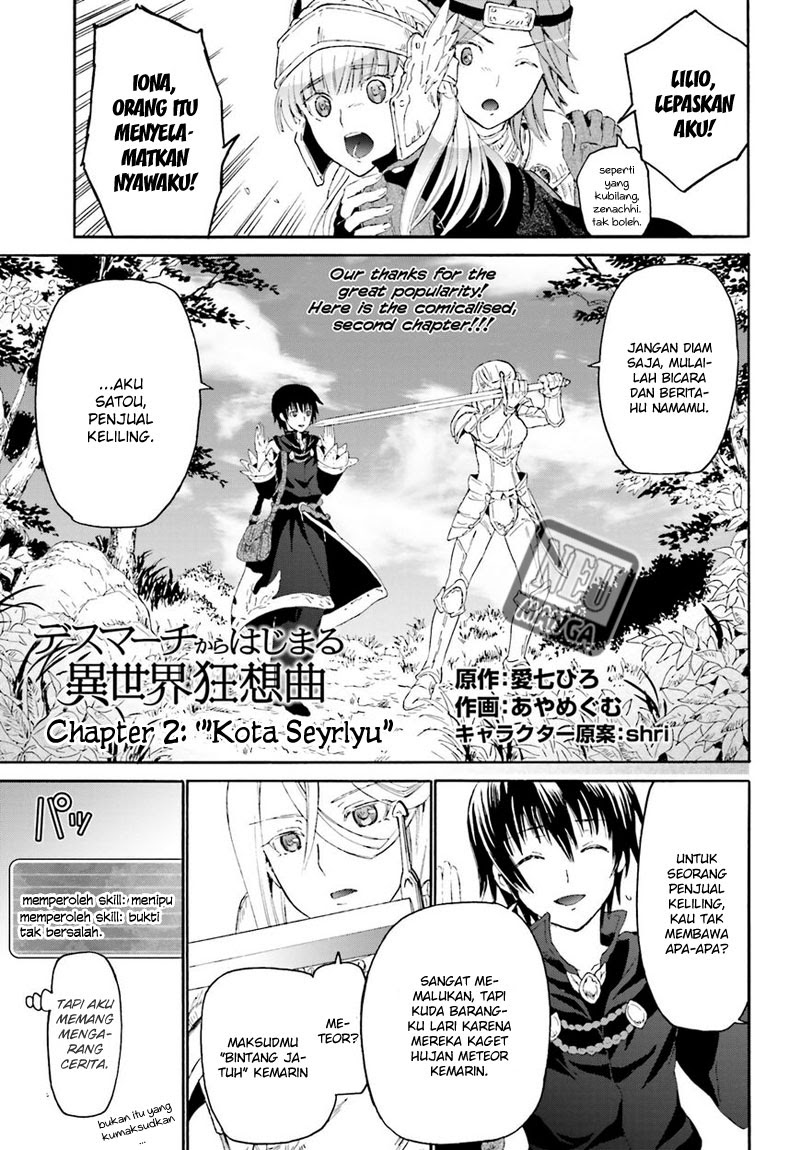 LILIO,
LEPASKAN
AKU!
seperti
yang
kubilang,
zenachhi.
tak boleh.
IONA,
ORANG ITU
MENYELA-
MATKAN
NYAWAKU!
Our thanks for the
great popularity!
Here is the comicalised,
second chapter!!!
JANGAN DIAM
SAJA, MULAI-
LAH BICARA
DAN BERITA-
HU NAMAMU.
...AKU
SATOU,
PENJUAL
KELILING.
NEU
MANGA
デスマーチからはじまる
異世界狂想曲
Chapter 2: '"Kota Seyrlyu"
原作:愛七ひろ
作画:あやめぐむ
キャラクター原案:shri
UNTUK
SEORANG
PENJUAL
KELILING,
KAU TAK
MEMBAWA
APA-APA?
SANGAT ME-
MALUKAN, TAPI
KUDA BARANG-
KU LARI KARENA
MEREKA KAGET
HUJAN METEOR
KEMARIN.
ME-
TEOR?
MAKSUDMU
"BINTANG JA-
TUH" KEMARIN
パッ
memperoleh skill: menipu
memperoleh skill: bukti
tak bersalah.
TAPI AKU
MEMANG
MENGA-
RANG
CERITA.
bukan itu yang
kumaksudkan
...